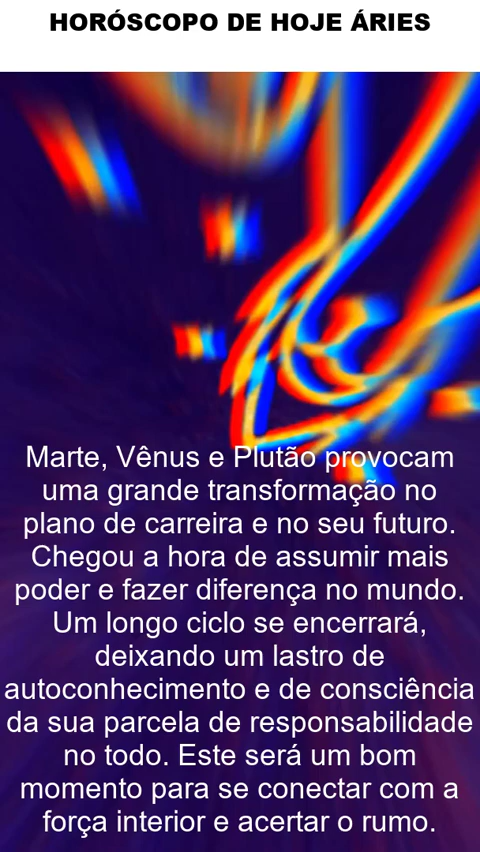 HORÓSCOPO DE HOJE ÁRIES
Marte, Vênus e Plutão provocam
uma grande transformação no
plano de carreira e no seu futuro.
Chegou a hora de assumir mais
poder e fazer diferença no mundo.
Um longo ciclo se encerrará,
deixando um lastro de
autoconhecimento e de consciência
da sua parcela de responsabilidade
no todo. Este será um bom
momento para se conectar com a
força interior e acertar o rumo.